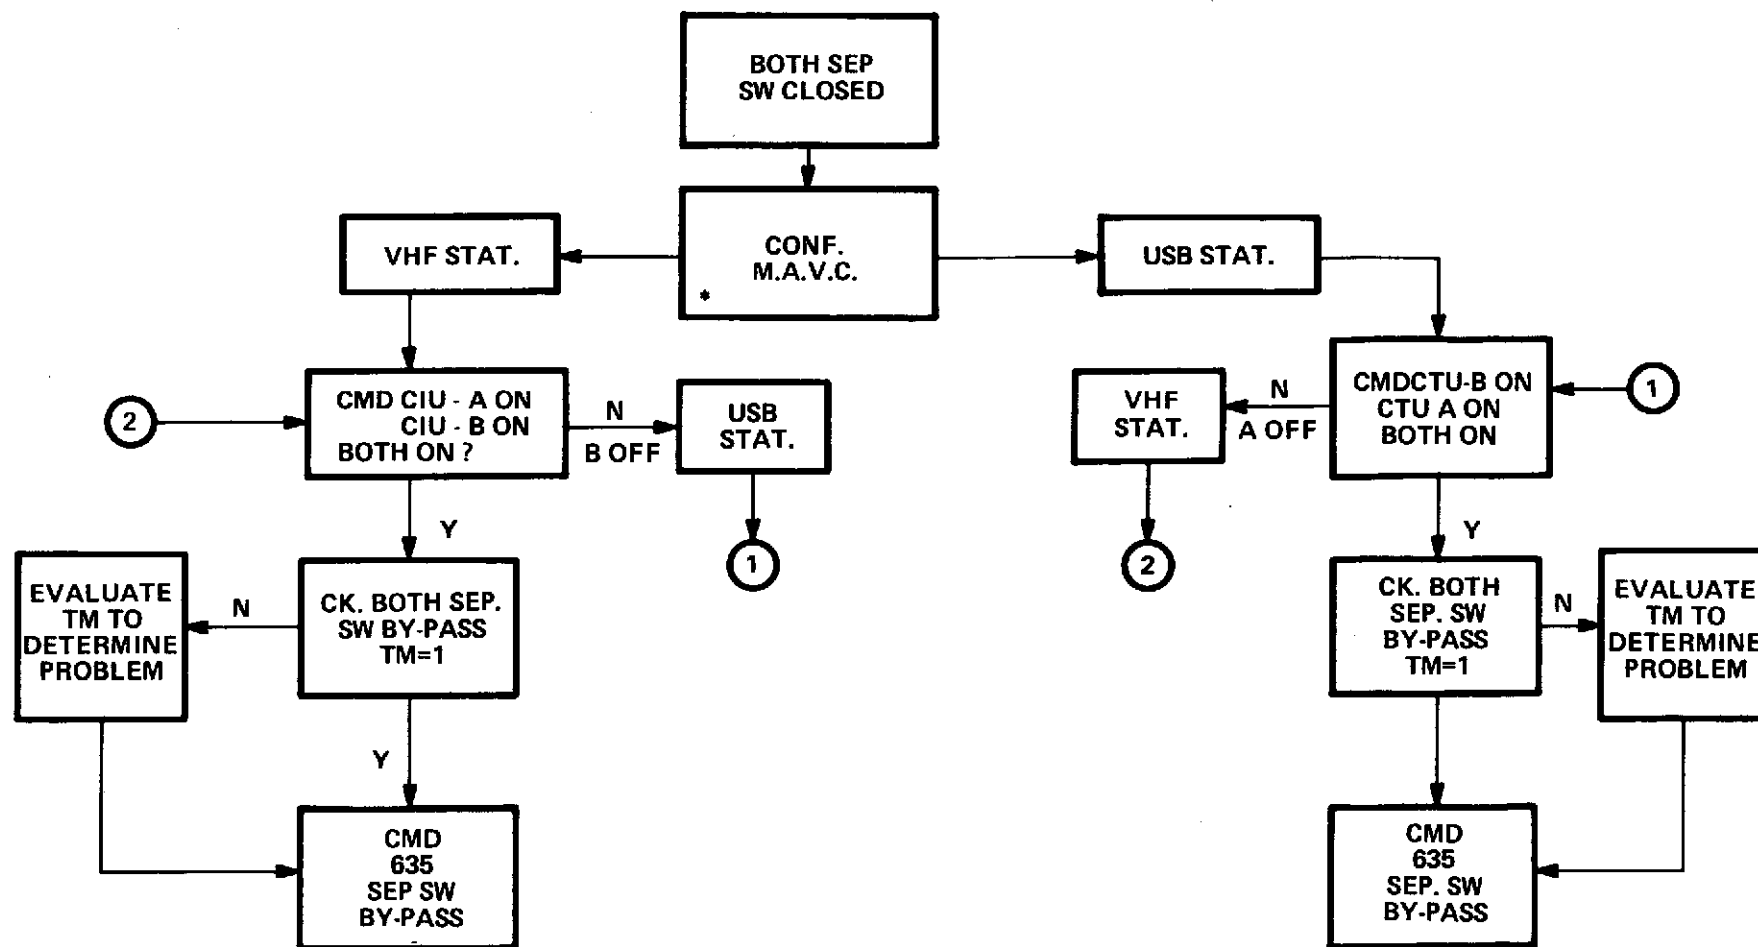 BOTH SEP
SW CLOSED
CONF.
M.A.V.C.
*
VHF STAT.
USB STAT.
2
CMD CIU - A ON
CIU - B ON
BOTH ON ?
N
B OFF
USB
STAT.
1
VHF
STAT.
2
N
A OFF
CMDCTU-B ON
CTU A ON
BOTH ON
1
Y
Y
EVALUATE
TM TO
DETERMINE
PROBLEM
N
CK. BOTH SEP.
SW BY-PASS
TM=1
CK. BOTH
SEP. SW
BY-PASS
TM=1
N
EVALUATE
TM TO
DETERMINE
PROBLEM
Y
CMD
635
SEP SW
BY-PASS
CMD
635
SEP. SW
BY-PASS